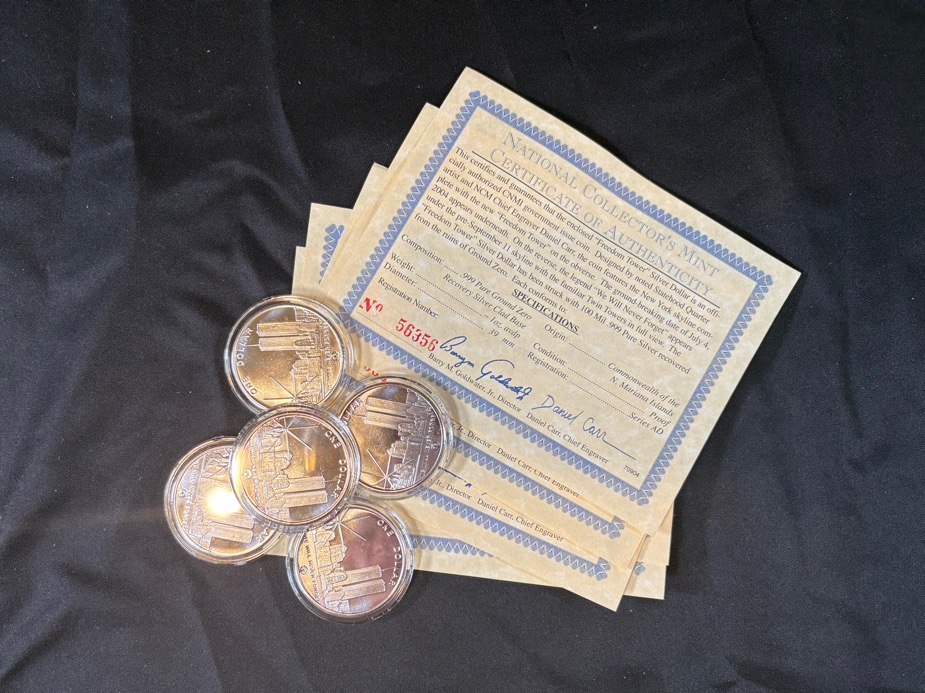 NATIONAL COLLECTOR'S MINT
CERTIFICATE OF AUTHENTICITY
This certifies and guarantees that the enclosed "Freedom Tower" Silver Dollar is an offi-
cially authorized CNMI government issue coin. Designed by noted Statehood Quarter
artist and NCM Chief Engraver Daniel Carr, the coin features the New York skyline com-
plete with the new "Freedom Tower" on the obverse. The ground breaking date of July 4,
2004 appears underneath. On the reverse, the legend "We Will Never Forget" appears
under the pre-September 11 skyline with the familiar Twin Towers in full view. The
"Freedom Tower" Silver Dollar has been struck with 100 Mil .999 Pure Silver recovered
from the ruins of Ground Zero. Each conforms to:
SPECIFICATIONS
Composition: .999 Pure Ground Zero
Recovery Silver Clad Base
Weight: oz. avdp
Diameter: 39 mm
Registration Number
Origin: Commonwealth of the
N. Mariana Islands
Condition: Proof
Registration: Series AD
No 56356
Barry M. Goldwater, Jr., Director Daniel Carr, Chief Engraver
70904
Jr., Director Daniel Carr, Chief Engraver
Jr., Director Daniel Carr, Chief Engraver
ONE DOLLAR
ONE DOLLAR